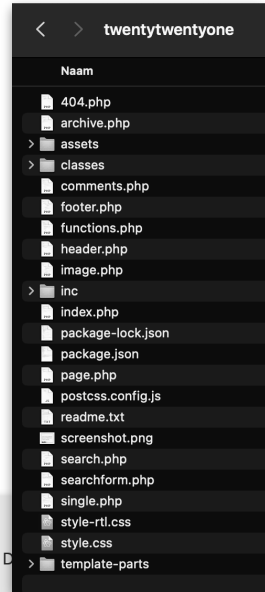 twentytwentyone
Naam
404.php
archive.php
assets
classes
comments.php
footer.php
functions.php
header.php
image.php
inc
index.php
package-lock.json
package.json
page.php
postcss.config.js
readme.txt
screenshot.png
search.php
searchform.php
single.php
style-rtl.css
style.css
template-parts